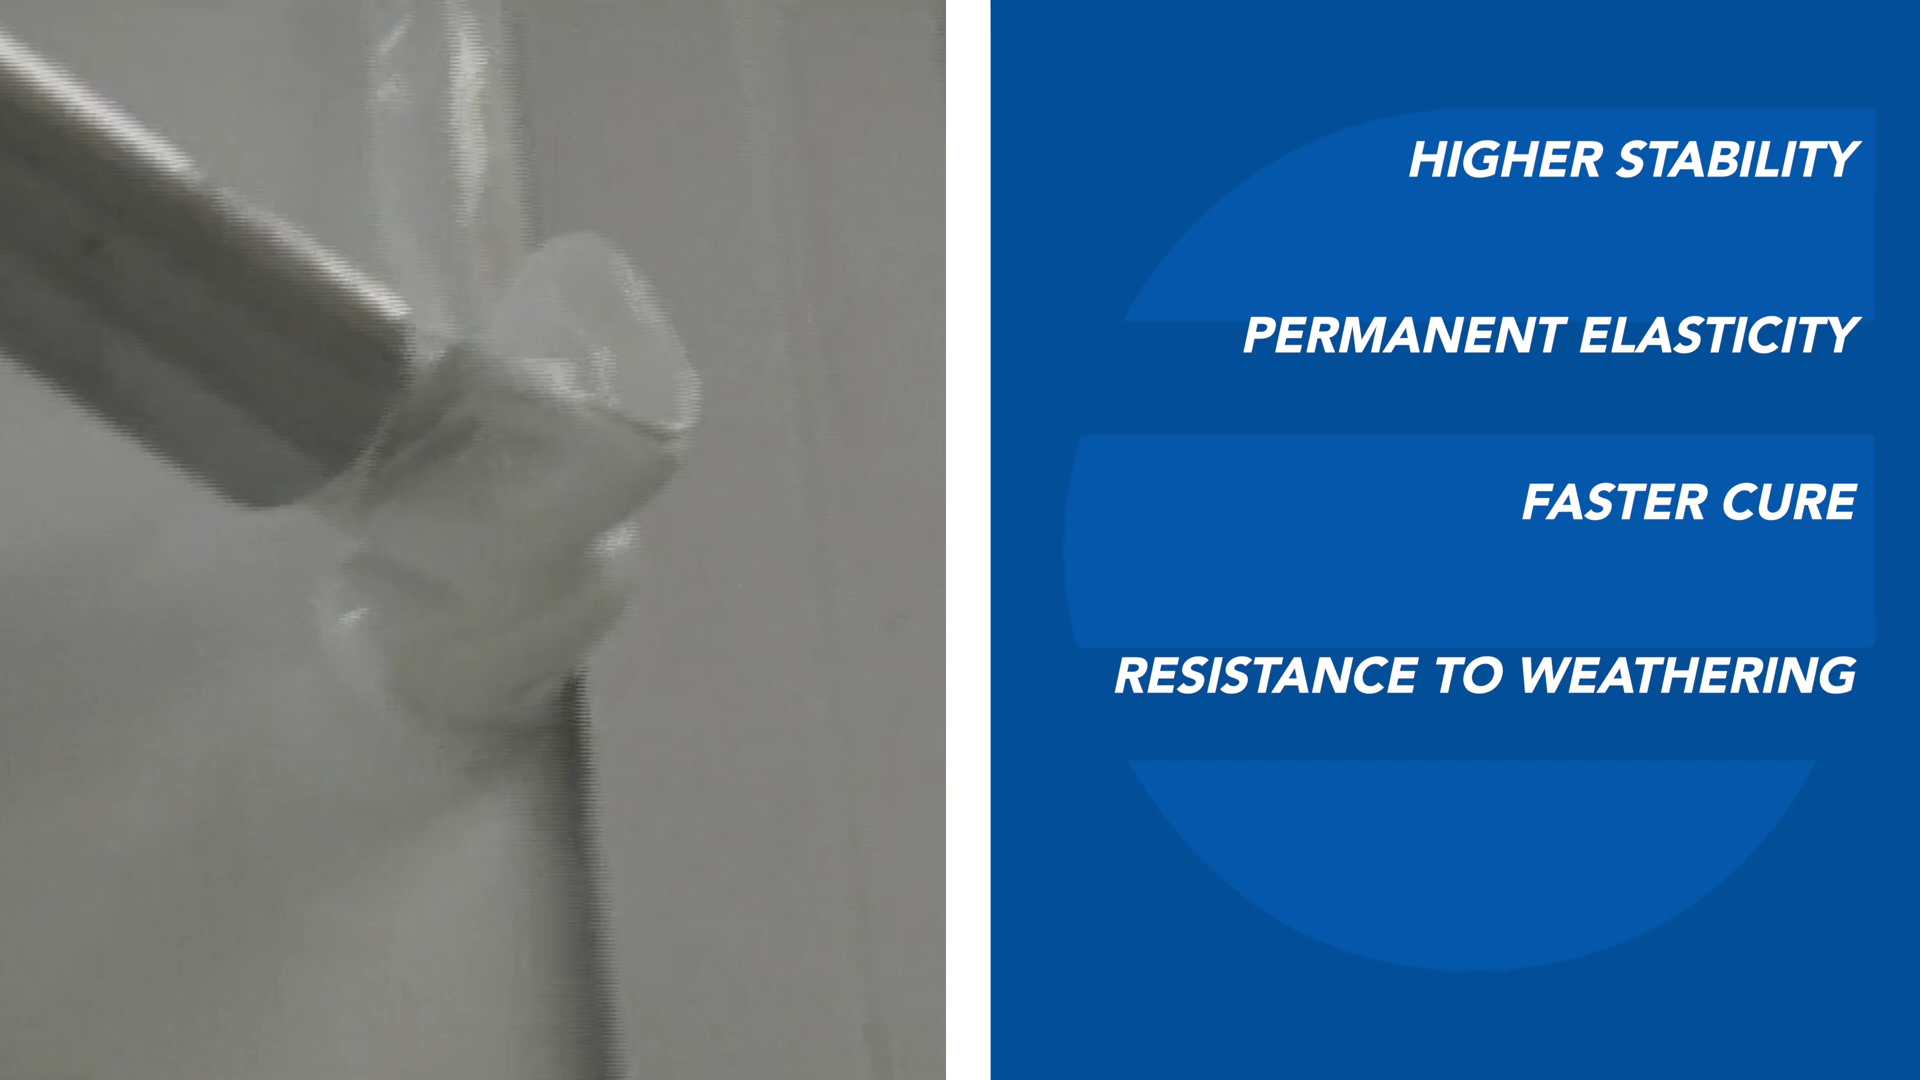 HIGHER STABILITY
PERMANENT ELASTICITY
FASTER CURE
RESISTANCE TO WEATHERING